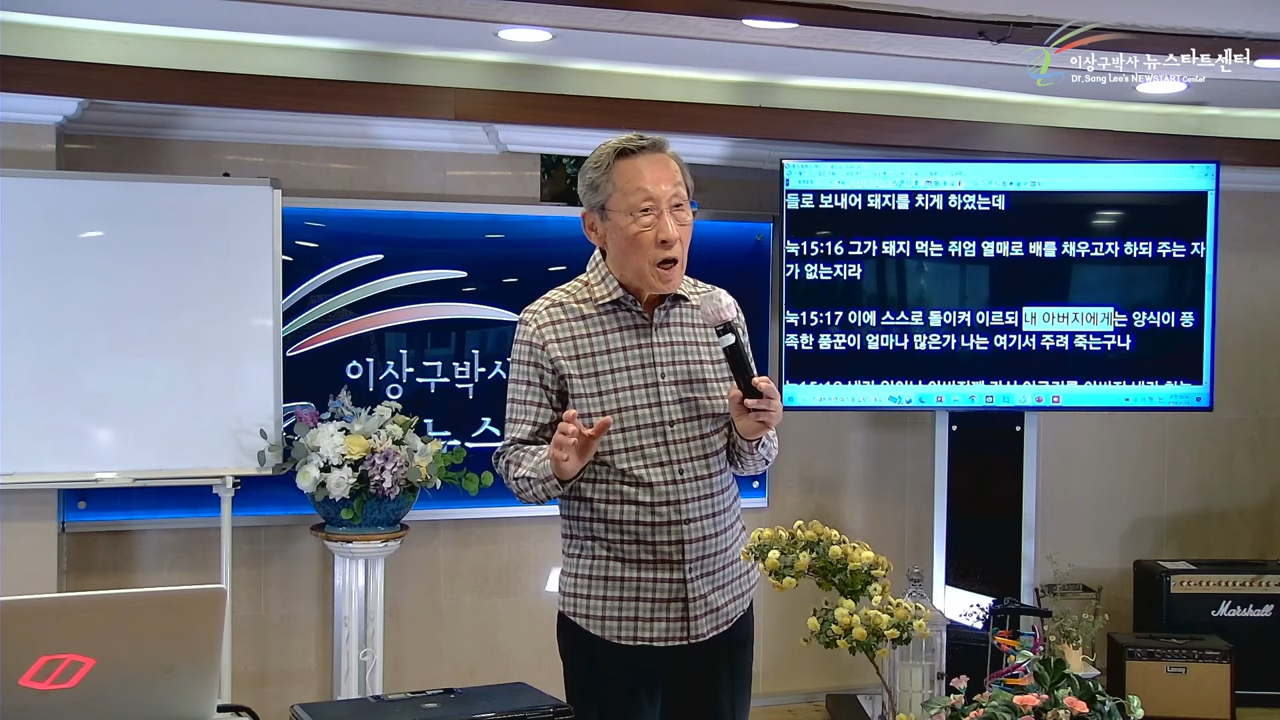 이상구박사 뉴스타트센터
Dr.Sang Lee's NEWSTART Center
들로 보내어 돼지를 치게 하였는데
눅15:16 그가 돼지 먹는 쥐엄 열매로 배를 채우고자 하되 주는 자
가 없는지라
눅15:17 이에 스스로 돌이켜 이르되 내 아버지에게는 양식이 풍
족한 품꾼이 얼마나 많은가 나는 여기서 주려 죽는구나
이상구박사
뉴스
Marshall
Laney